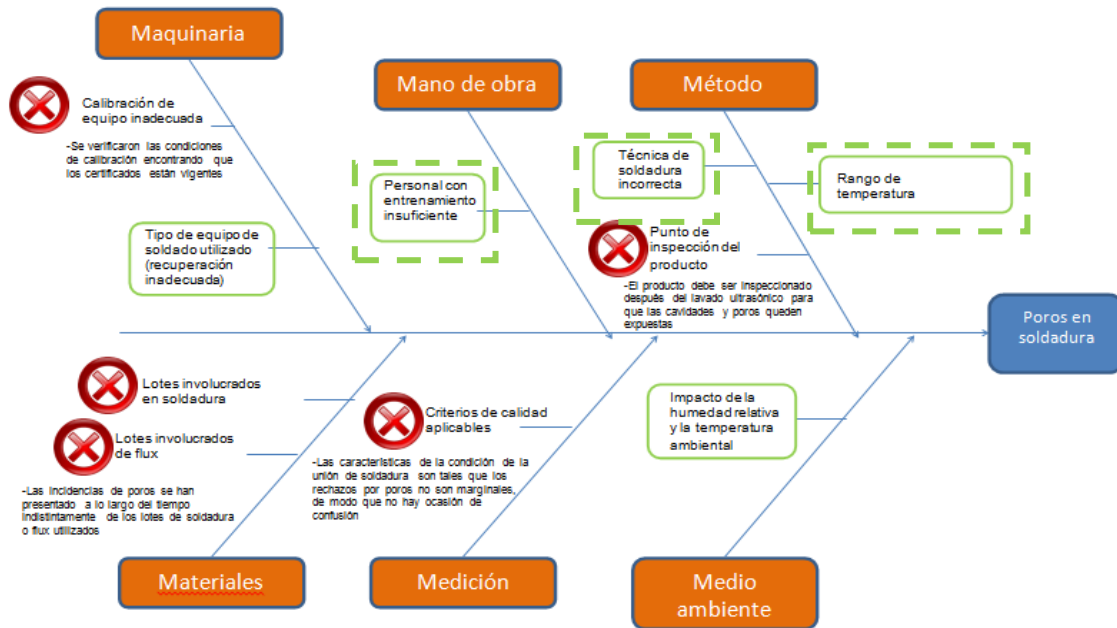 Maquinaria
Mano de obra
Método
Calibración de
equipo inadecuada
-Se verificaron las condiciones
de calibración encontrando que
los certificados están vigentes
Tipo de equipo de
soldado utilizado
(recuperación
inadecuada)
Personal con
entrenamiento
insuficiente
Técnica de
soldadura
incorrecta
Rango de
temperatura
Punto de
inspección del
producto
-El producto debe ser inspeccionado
después del lavado ultrasónico para
que las cavidades y poros queden
expuestas
Poros en
soldadura
Lotes involucrados
en soldadura
Lotes involucrados
de flux
-Las incidencias de poros se han
presentado a lo largo del tiempo
indistintamente de los lotes de soldadura
o flux utilizados
Criterios de calidad
aplicables
-Las características de la condición de la
unión de soldadura son tales que los
rechazos por poros no son marginales,
de modo que no hay ocasión de
confusión
Impacto de la
humedad relativa
y la temperatura
ambiental
Materiales
Medición
Medio
ambiente